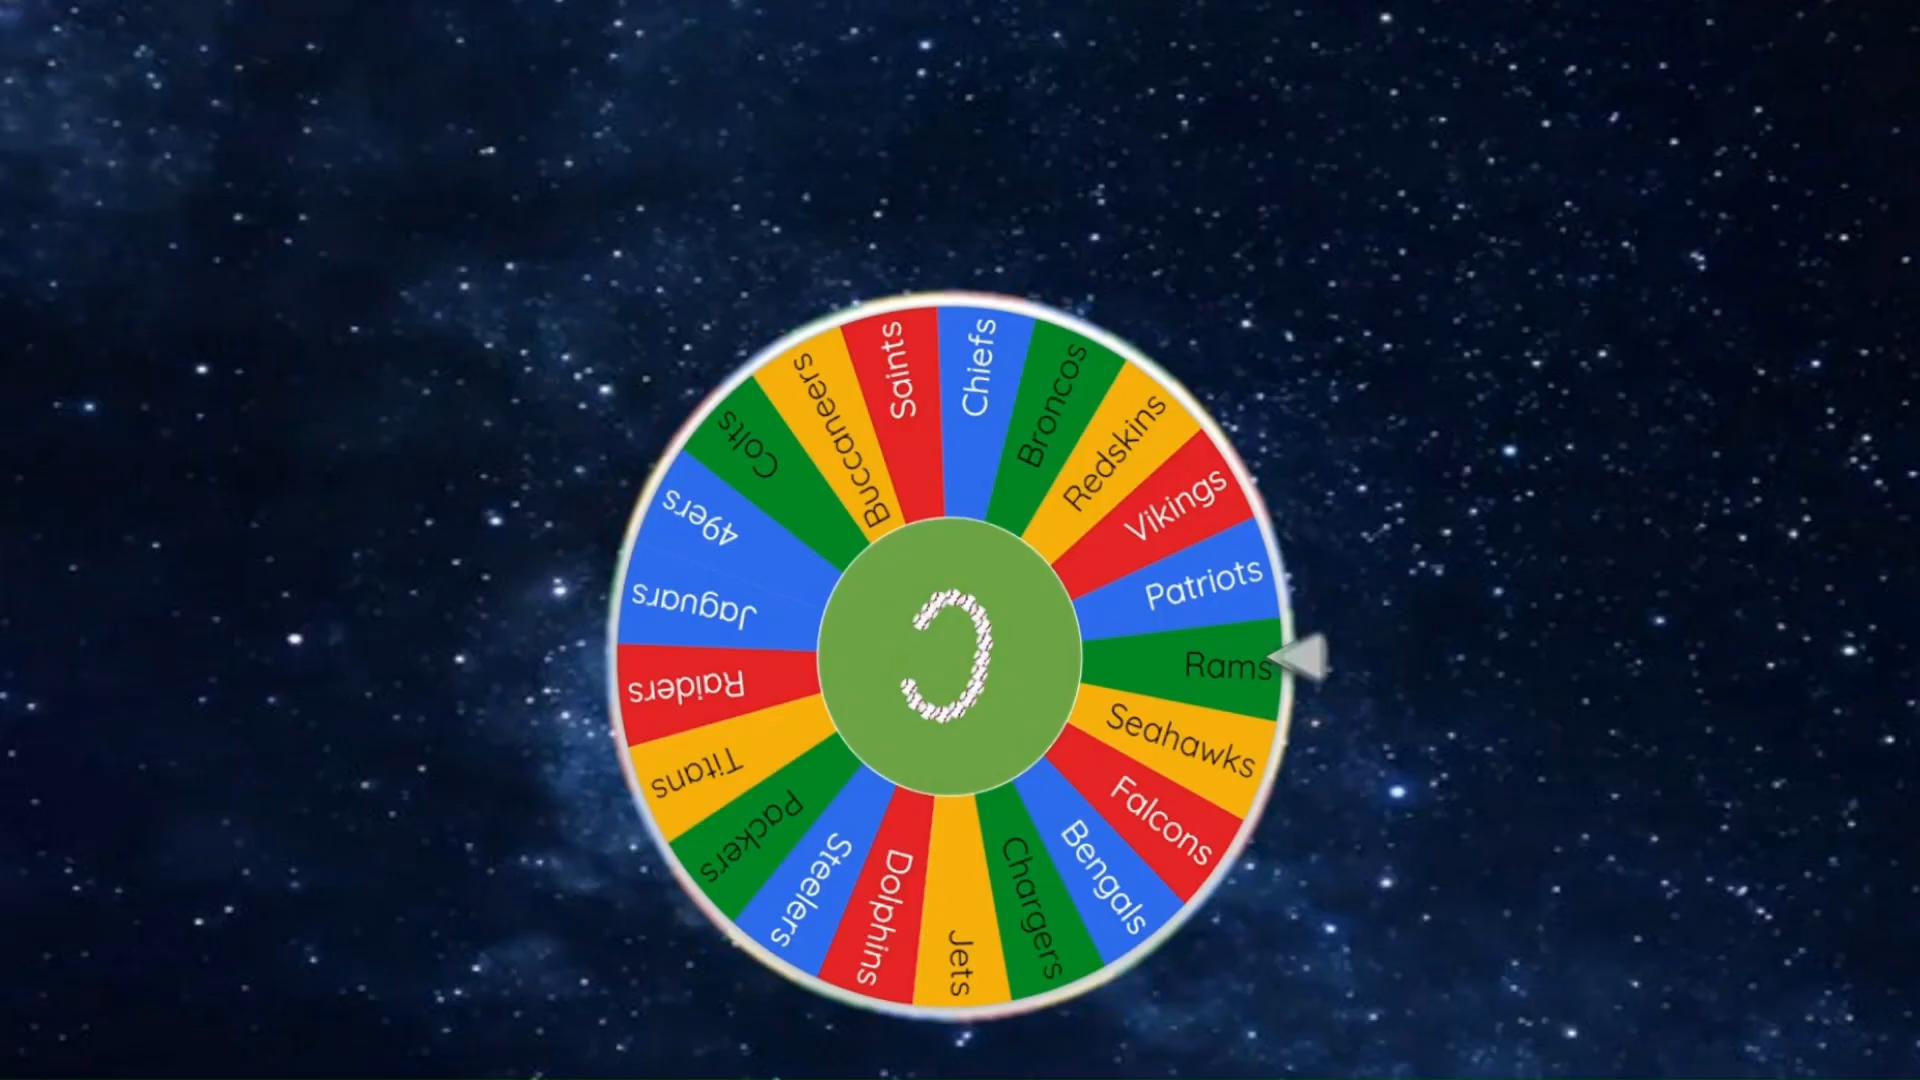 Chiefs
Broncos
Redskins
Vikings
Patriots
Rams
Seahawks
Falcons
Bengals
Chargers
Jets
Dolphins
Steelers
Packers
Titans
Raiders
Jaguars
49ers
Colts
Buccaneers
Saints
C